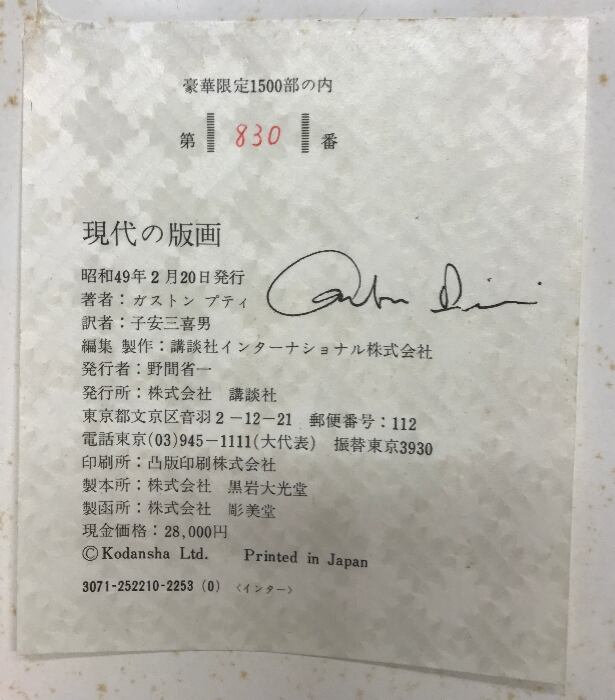 豪華限定1500部の内
第 830 番
現代の版画
昭和49年2月20日発行
著者：ガストン プティ
訳者：子安三喜男
編集 製作：講談社インターナショナル株式会社
発行者：野間省一
発行所：株式会社 講談社
東京都文京区音羽2-12-21 郵便番号：112
電話東京(03)945-1111(大代表) 振替東京3930
印刷所：凸版印刷株式会社
製本所：株式会社 黒岩大光堂
製函所：株式会社 彫美堂
現金価格：28,000円
©Kodansha Ltd. Printed in Japan
3071-252210-2253 (0) 〈インター〉